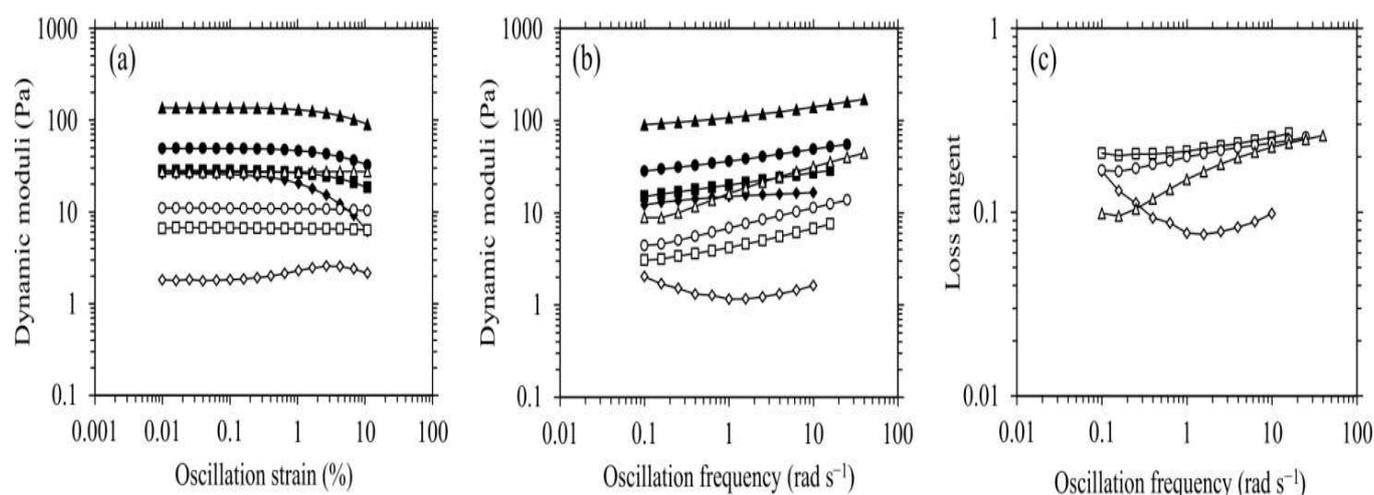 (a)
Dynamic moduli (Pa)
1000
100
10
1
0.1
0.001 0.01 0.1 1 10 100
Oscillation strain (%)
(b)
Dynamic moduli (Pa)
1000
100
10
1
0.1
0.01 0.1 1 10 100
Oscillation frequency (rad s⁻¹)
(c)
Loss tangent
1
0.1
0.01
0.01 0.1 1 10 100
Oscillation frequency (rad s⁻¹)